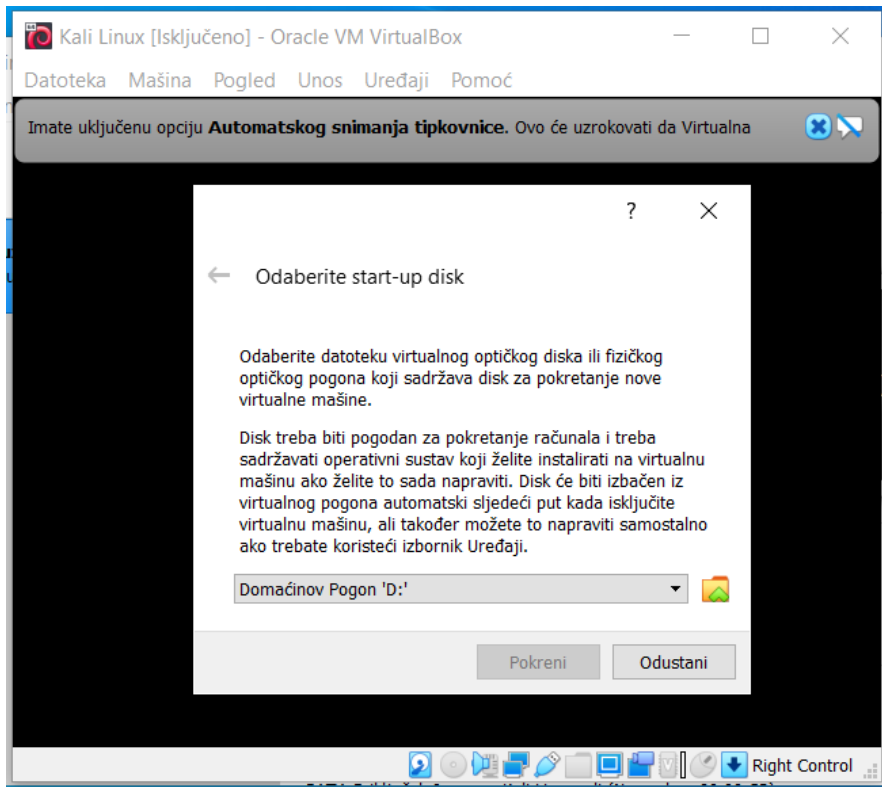 Kali Linux [Isključeno] - Oracle VM VirtualBox
Datoteka Mašina Pogled Unos Uređaji Pomoć
Imate uključenu opciju Automatskog snimanja tipkovnice. Ovo će uzrokovati da Virtualna
?
Odaberite start-up disk
Odaberite datoteku virtualnog optičkog diska ili fizičkog
optičkog pogona koji sadržava disk za pokretanje nove
virtualne mašine.
Disk treba biti pogodan za pokretanje računala i treba
sadržavati operativni sustav koji želite instalirati na virtualnu
mašinu ako želite to sada napraviti. Disk će biti izbačen iz
virtualnog pogona automatski sljedeći put kada isključite
virtualnu mašinu, ali također možete to napraviti samostalno
ako trebate koristeći izbornik Uređaji.
Domaćinov Pogon 'D:'
Pokreni Odustani
Right Control